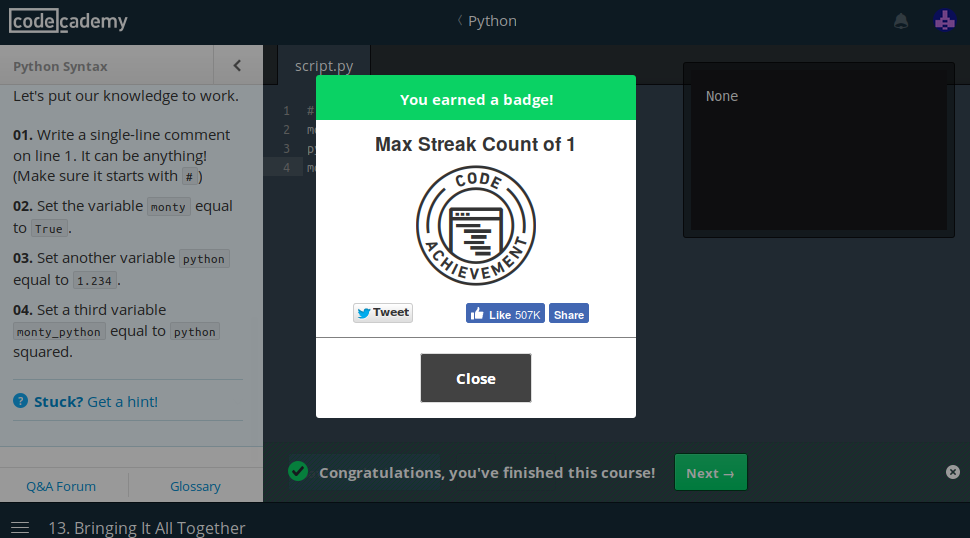 codecademy
Python
Python Syntax
script.py
Let's put our knowledge to work.
01. Write a single-line comment
on line 1. It can be anything!
(Make sure it starts with # )
02. Set the variable monty equal
to True.
03. Set another variable python
equal to 1.234.
04. Set a third variable
monty_python equal to python
squared.
? Stuck? Get a hint!
Q&A Forum
Glossary
1 #
2
3
4
You earned a badge!
Max Streak Count of 1
CODE
ACHIEVEMENT
Tweet
Like 507K
Share
Close
None
Congratulations, you've finished this course!
Next →
13. Bringing It All Together